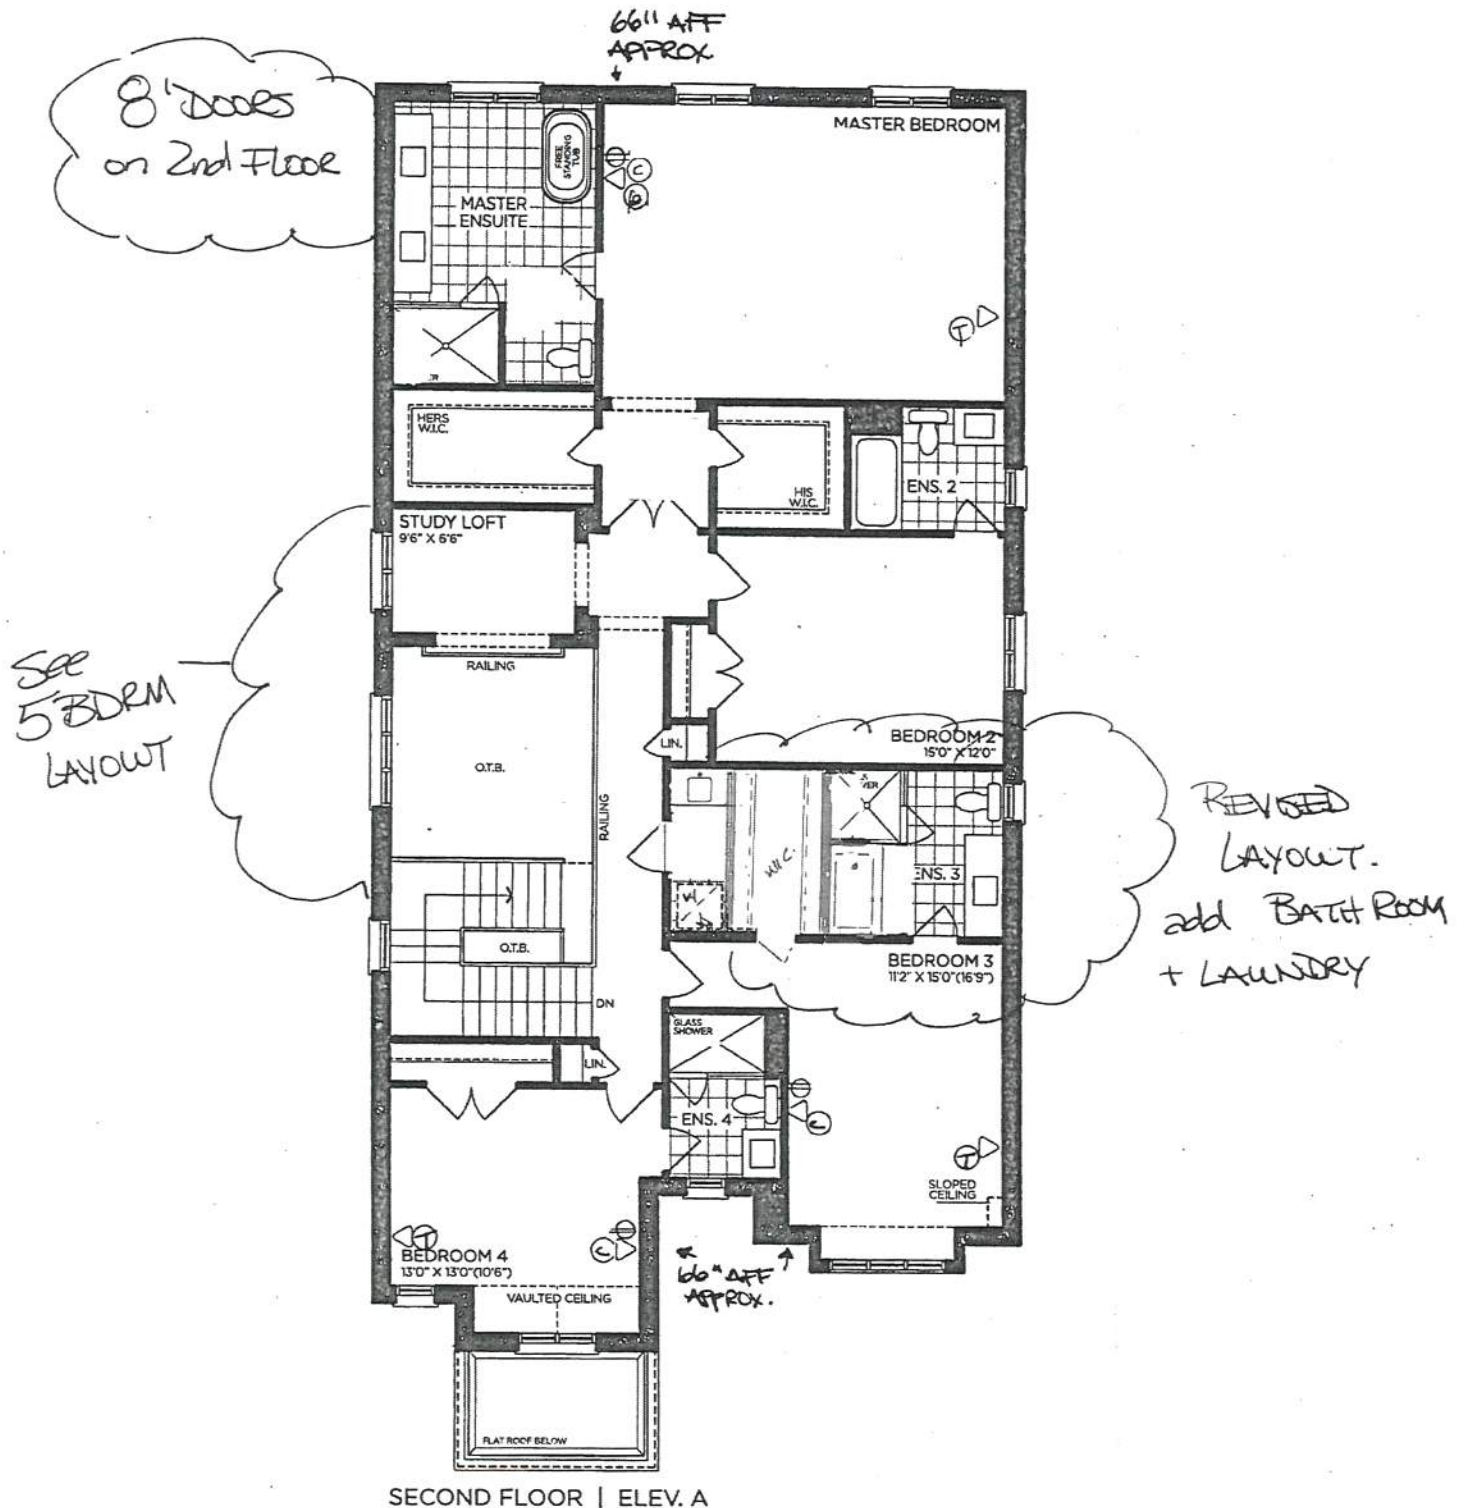 66" AFF
APPROX
8' DOORS
on 2nd FLOOR
MASTER BEDROOM
FREE
STANDING
TUB
C
MASTER
ENSUITE
T
HERS
W.I.C.
HIS
W.I.C.
ENS. 2
STUDY LOFT
9'6" X 6'6"
RAILING
See
5 BDRM
LAYOUT
LIN.
BEDROOM 2
15'0" X 12'0"
O.T.B.
RAILING
W.I.C.
ENS. 3
REVISED
LAYOUT.
add BATHROOM
+ LAUNDRY
O.T.B.
BEDROOM 3
11'2" X 15'0"(16'9")
DN
GLASS
SHOWER
LIN.
ENS. 4
C
T
SLOPED
CEILING
T
C
BEDROOM 4
13'0" X 13'0"(10'6")
66" AFF
APPROX.
VAULTED CEILING
FLAT ROOF BELOW
SECOND FLOOR | ELEV. A